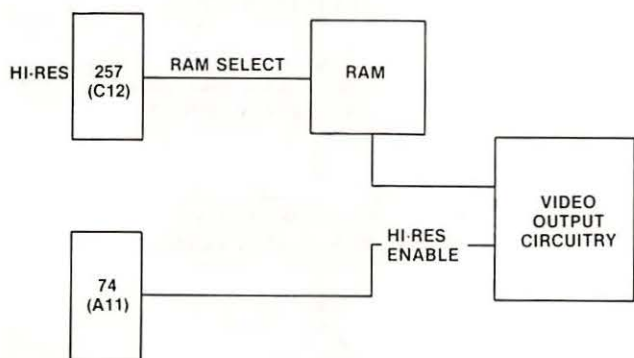 HI-RES
257
(C12)
RAM SELECT
RAM
VIDEO
OUTPUT
CIRCUITRY
HI-RES
ENABLE
74
(A11)